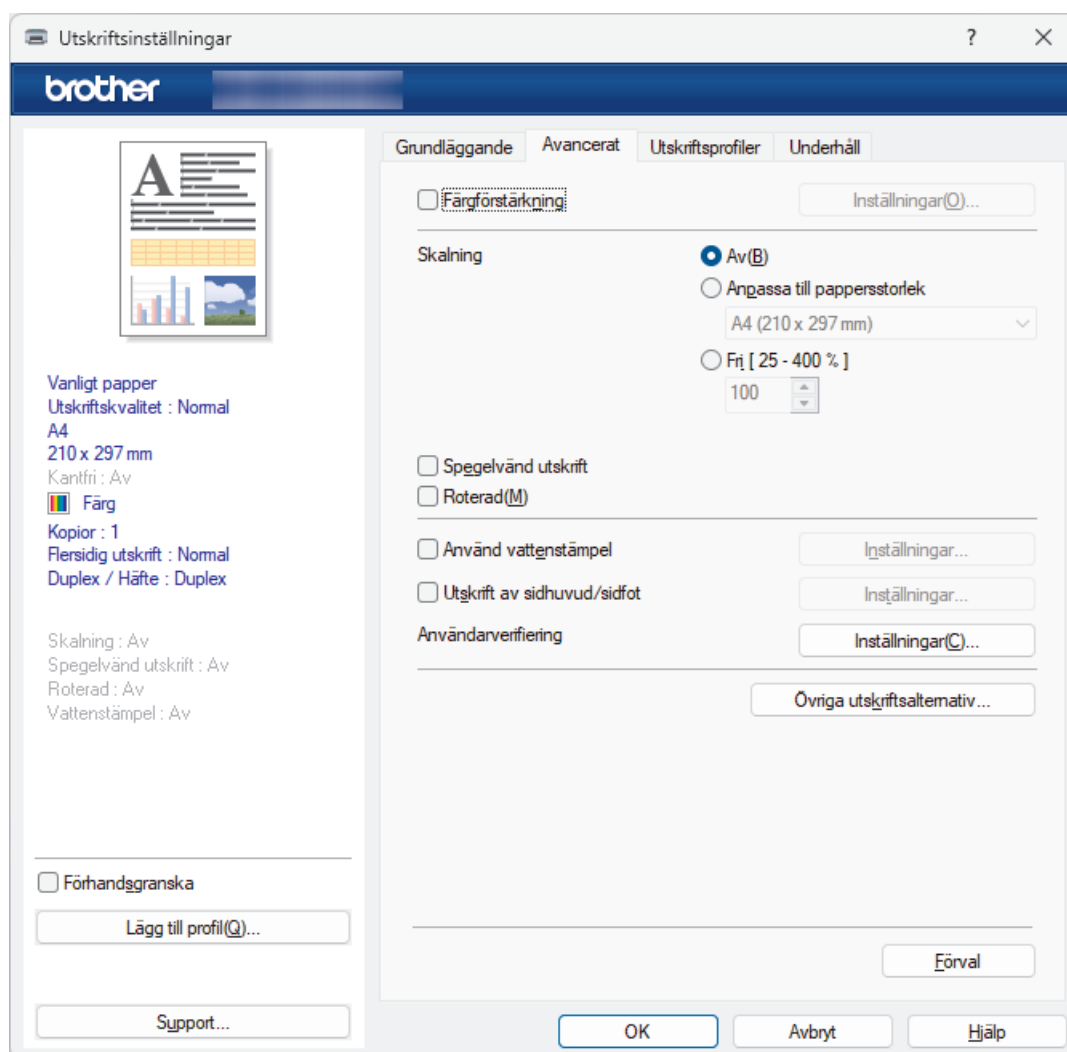 Utskriftsinställningar
brother
Grundläggande Avancerat Utskriftsprofiler Underhåll
A
Färgförstärkning Inställningar(O)...
Skalning Av(B)
Anpassa till pappersstorlek
A4 (210 x 297 mm)
Fri [ 25 - 400 % ]
100
Spegelvänd utskrift
Roterad(M)
Använd vattenstämpel Inställningar...
Utskrift av sidhuvud/sidfot Inställningar...
Användarverifiering Inställningar(C)...
Övriga utskriftsalternativ...
Vanligt papper
Utskriftskvalitet : Normal
A4
210 x 297 mm
Kantfri : Av
Färg
Kopior : 1
Flersidig utskrift : Normal
Duplex / Häfte : Duplex
Skalning : Av
Spegelvänd utskrift : Av
Roterad : Av
Vattenstämpel : Av
Förhandsgranska
Lägg till profil(Q)...
Support...
Förval
OK Avbryt Hjälp